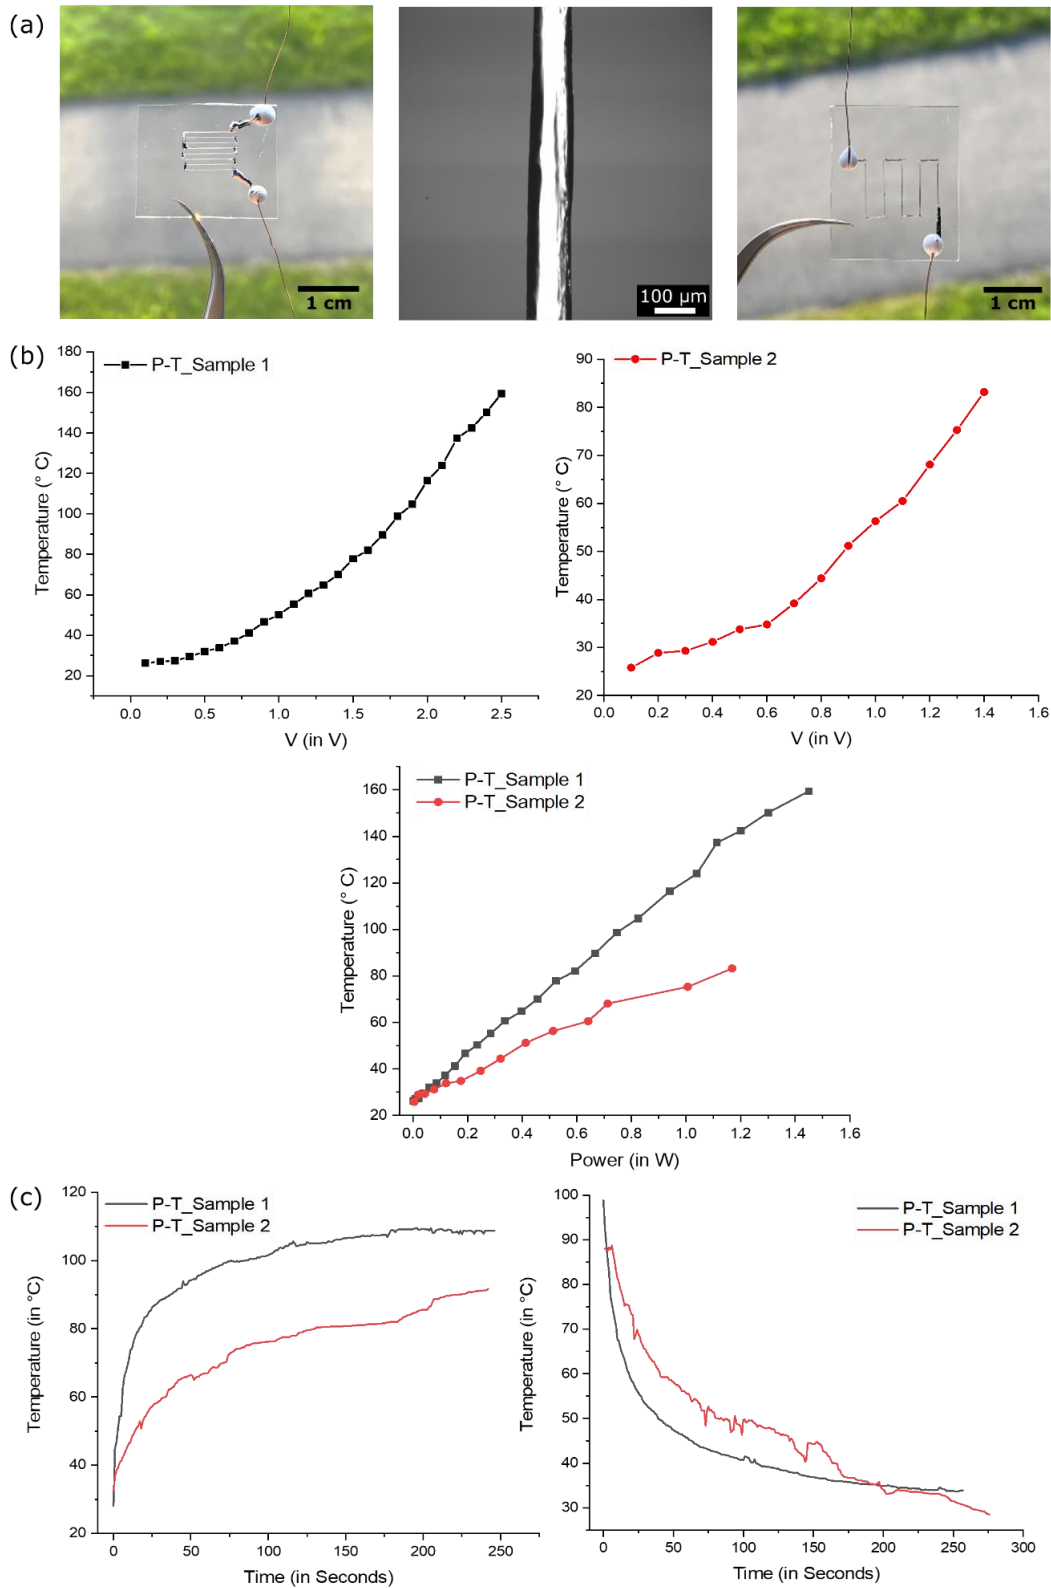 (a)
1 cm
100 µm
1 cm
(b)
P-T_Sample 1
180
160
140
120
100
80
60
40
20
Temperature (° C)
0.0 0.5 1.0 1.5 2.0 2.5
V (in V)
P-T_Sample 2
90
80
70
60
50
40
30
20
Temperature (° C)
0.0 0.2 0.4 0.6 0.8 1.0 1.2 1.4 1.6
V (in V)
P-T_Sample 1
P-T_Sample 2
160
140
120
100
80
60
40
20
Temperature (° C)
0.0 0.2 0.4 0.6 0.8 1.0 1.2 1.4 1.6
Power (in W)
(c)
P-T_Sample 1
P-T_Sample 2
120
100
80
60
40
20
Temperature (in °C)
0 50 100 150 200 250
Time (in Seconds)
P-T_Sample 1
P-T_Sample 2
100
90
80
70
60
50
40
30
Temperature (in °C)
0 50 100 150 200 250 300
Time (in Seconds)